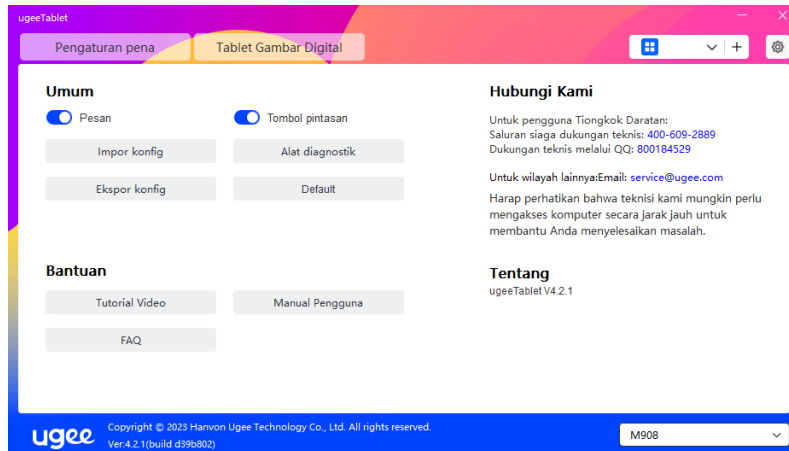 ugeeTablet
Pengaturan pena
Tablet Gambar Digital
Umum
Pesan
Tombol pintasan
Impor konfig
Alat diagnostik
Ekspor konfig
Default
Bantuan
Tutorial Video
Manual Pengguna
FAQ
Hubungi Kami
Untuk pengguna Tiongkok Daratan:
Saluran siaga dukungan teknis: 400-609-2889
Dukungan teknis melalui QQ: 800184529
Untuk wilayah lainnya:Email: service@ugee.com
Harap perhatikan bahwa teknisi kami mungkin perlu
mengakses komputer secara jarak jauh untuk
membantu Anda menyelesaikan masalah.
Tentang
ugeeTablet V4.2.1
ugee
Copyright © 2023 Hanvon Ugee Technology Co., Ltd. All rights reserved.
Ver:4.2.1(build d39b802)
M908